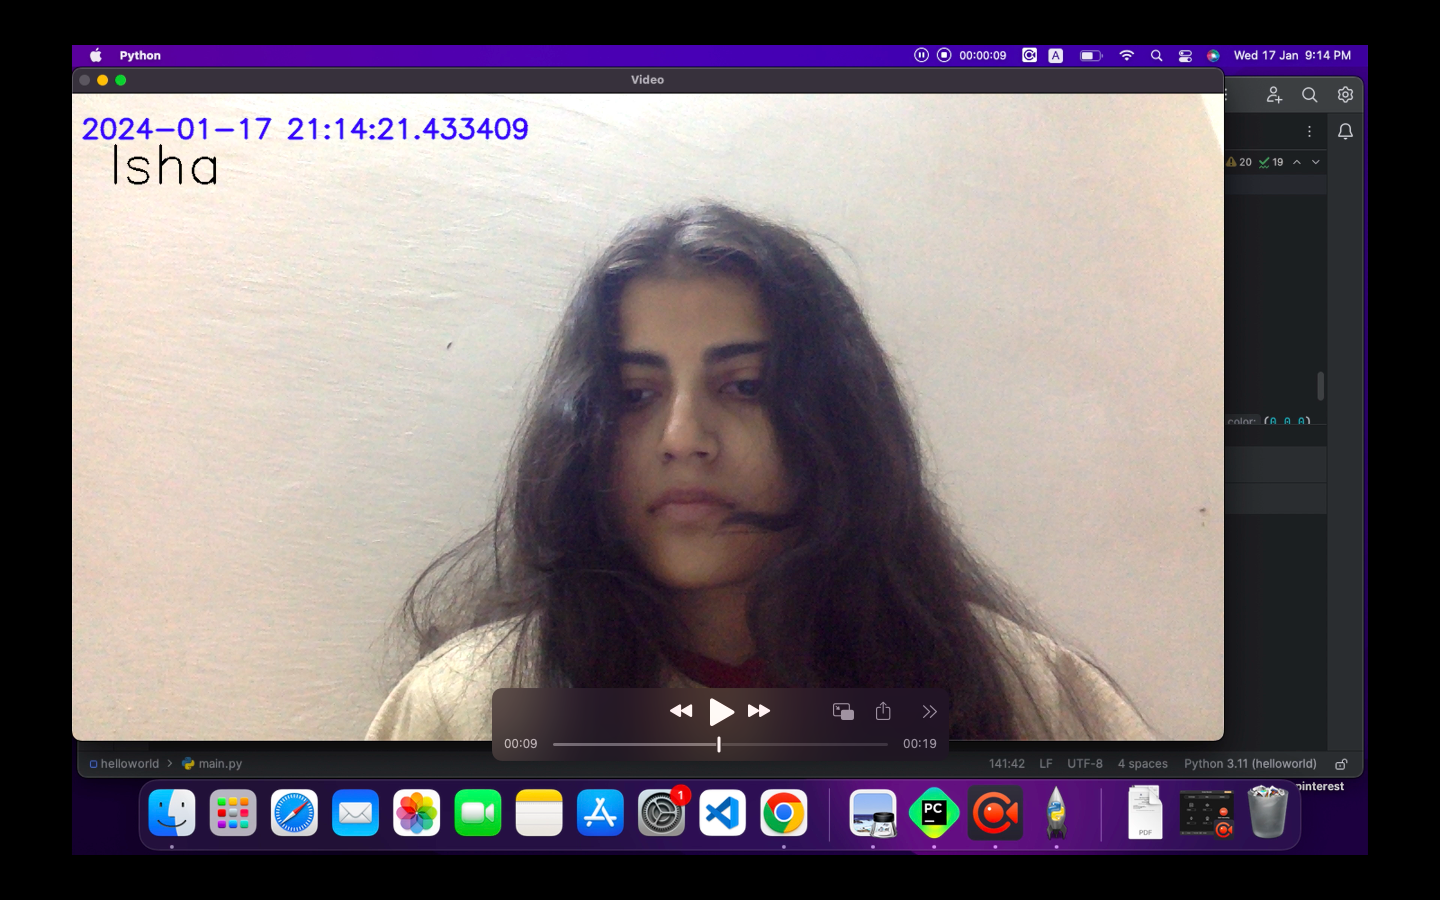 Python
00:00:09
A
Wed 17 Jan 9:14 PM
Video
2024-01-17 21:14:21.433409
Isha
20
19
color: (0,0,0)
00:09
00:19
helloworld
main.py
141:42
LF
UTF-8
4 spaces
Python 3.11 (helloworld)
pinterest
1
PC
PDF